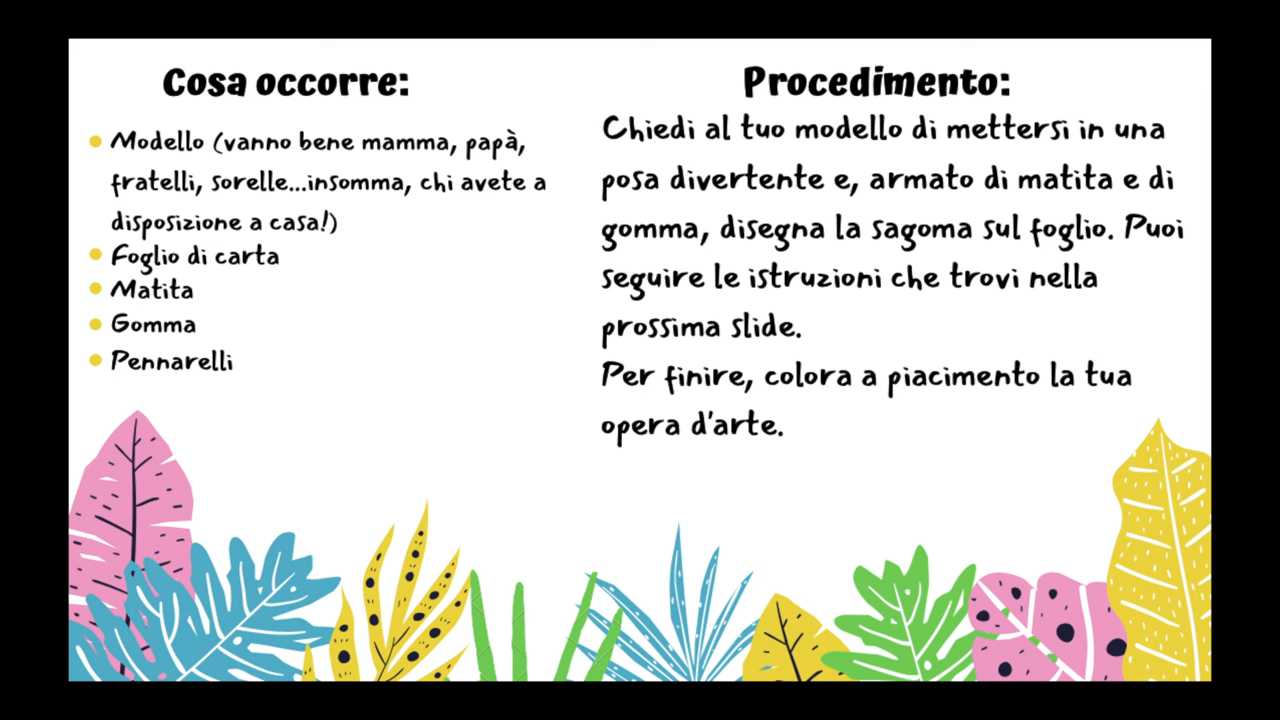 Cosa occorre:
Modello (vanno bene mamma, papà,
fratelli, sorelle...insomma, chi avete a
disposizione a casa!)
Foglio di carta
Matita
Gomma
Pennarelli
Procedimento:
Chiedi al tuo modello di mettersi in una
posa divertente e, armato di matita e di
gomma, disegna la sagoma sul foglio. Puoi
seguire le istruzioni che trovi nella
prossima slide.
Per finire, colora a piacimento la tua
opera d'arte.